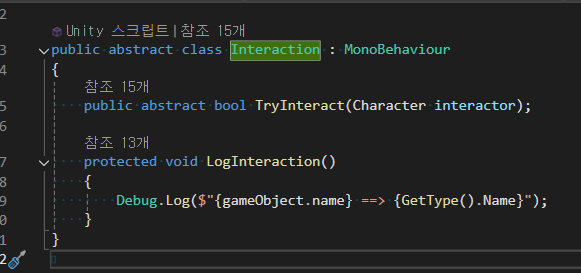 2
Unity 스크립트 | 참조 15개
3 public abstract class Interaction : MonoBehaviour
4 {
참조 15개
5 public abstract bool TryInteract(Character interactor);
6
참조 13개
7 protected void LogInteraction()
8 {
9 Debug.Log($"{gameObject.name} ==> {GetType().Name}");
0 }
1 }
2